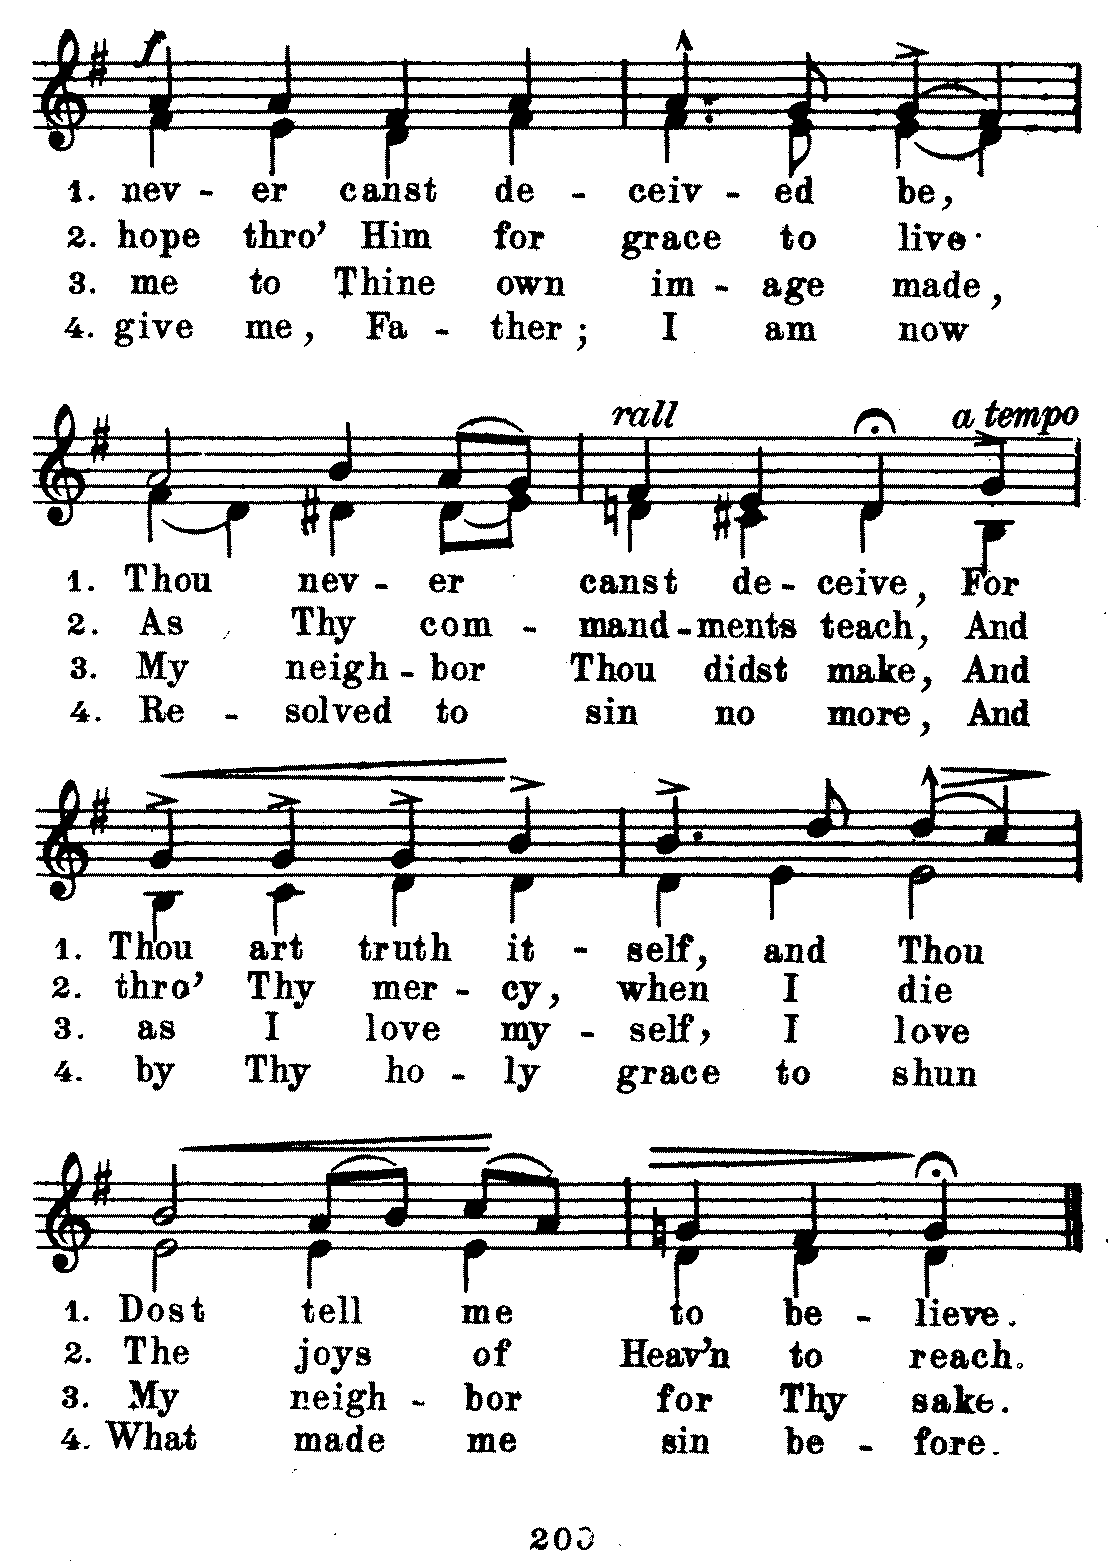 f
1. nev - er canst de - ceiv - ed be,
2. hope thro' Him for grace to live
3. me to Thine own im - age made,
4. give me, Fa - ther; I am now
rall a tempo
1. Thou nev - er canst de - ceive, For
2. As Thy com - mand - ments teach, And
3. My neigh - bor Thou didst make, And
4. Re - solved to sin no more, And
1. Thou art truth it - self, and Thou
2. thro' Thy mer - cy, when I die
3. as I love my - self, I love
4. by Thy ho - ly grace to shun
1. Dost tell me to be - lieve.
2. The joys of Heav'n to reach.
3. My neigh - bor for Thy sake.
4. What made me sin be - fore.